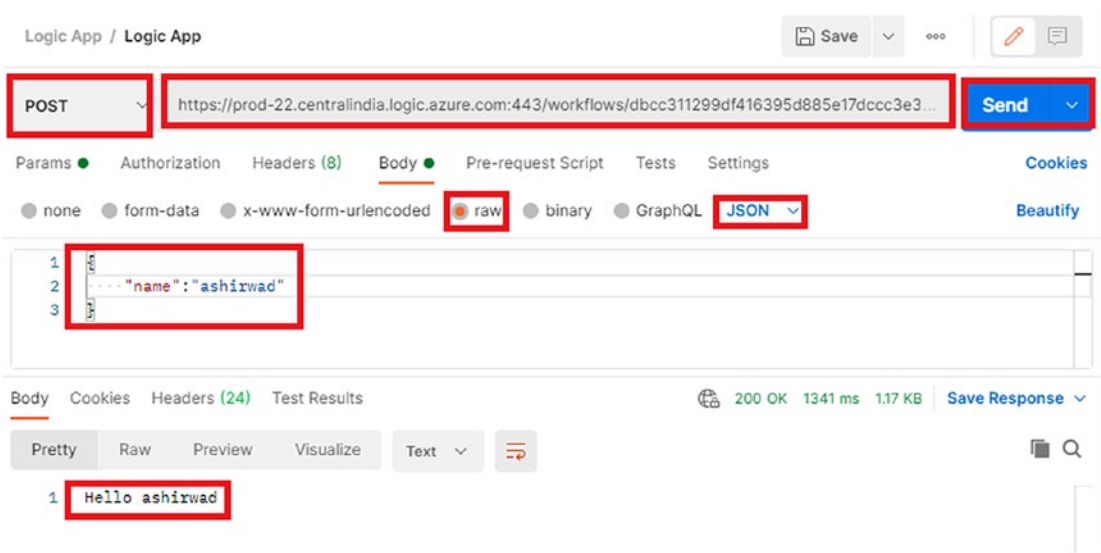 Logic App / Logic App Save ooo
POST https://prod-22.centralindia.logic.azure.com:443/workflows/dbcc311299df416395d885e17dccc3e3... Send
Params Authorization Headers (8) Body Pre-request Script Tests Settings Cookies
none form-data x-www-form-urlencoded raw binary GraphQL JSON Beautify
1 {
2 ····"name":"ashirwad"
3 }
Body Cookies Headers (24) Test Results 200 OK 1341 ms 1.17 KB Save Response
Pretty Raw Preview Visualize Text
1 Hello ashirwad